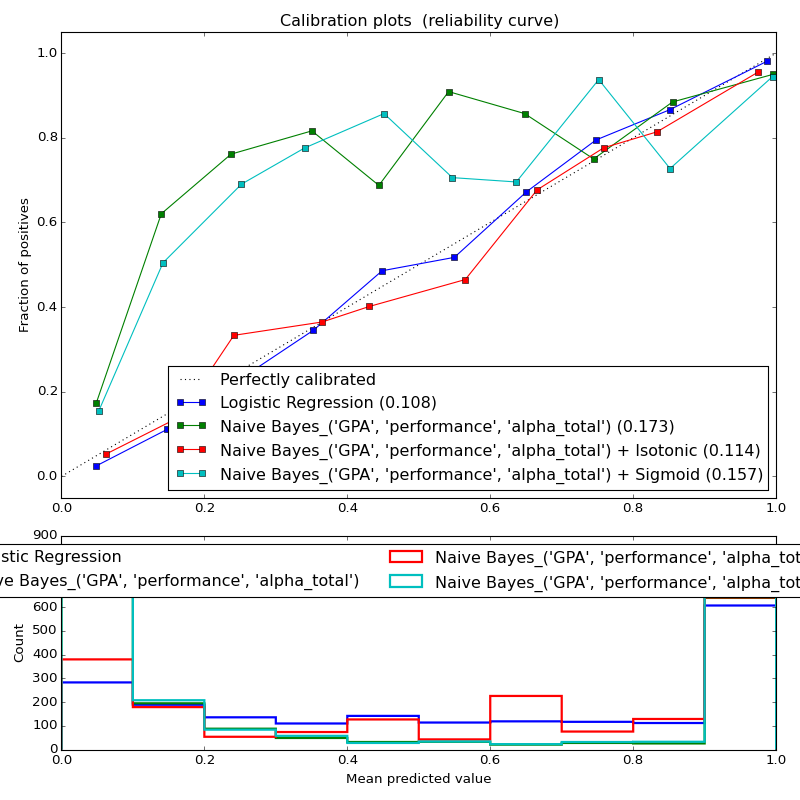 Calibration plots (reliability curve)
1.0
0.8
0.6
0.4
0.2
0.0
Fraction of positives
Perfectly calibrated
Logistic Regression (0.108)
Naive Bayes_('GPA', 'performance', 'alpha_total') (0.173)
Naive Bayes_('GPA', 'performance', 'alpha_total') + Isotonic (0.114)
Naive Bayes_('GPA', 'performance', 'alpha_total') + Sigmoid (0.157)
0.0 0.2 0.4 0.6 0.8 1.0
900
stic Regression
ve Bayes_('GPA', 'performance', 'alpha_total')
Naive Bayes_('GPA', 'performance', 'alpha_tot
Naive Bayes_('GPA', 'performance', 'alpha_tot
600
500
400
300
200
100
0
Count
0.0 0.2 0.4 0.6 0.8 1.0
Mean predicted value